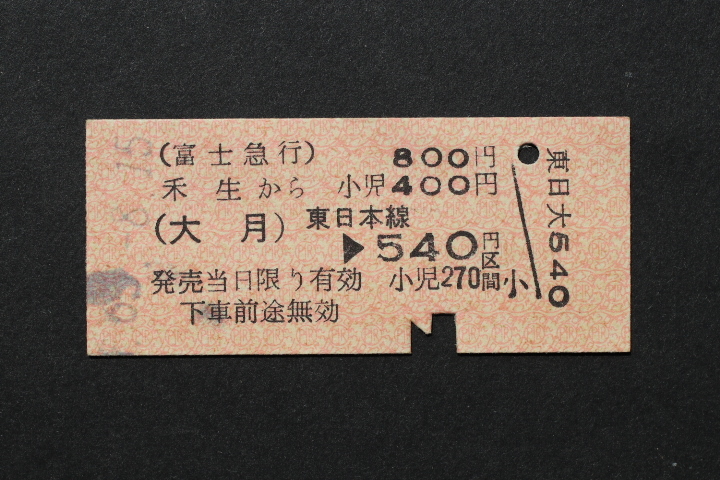 (富士急行) 800円
禾生から 小児400円
(大月) 東日本線
▶540円区間
発売当日限り有効 小児270
下車前途無効
小
東日大540